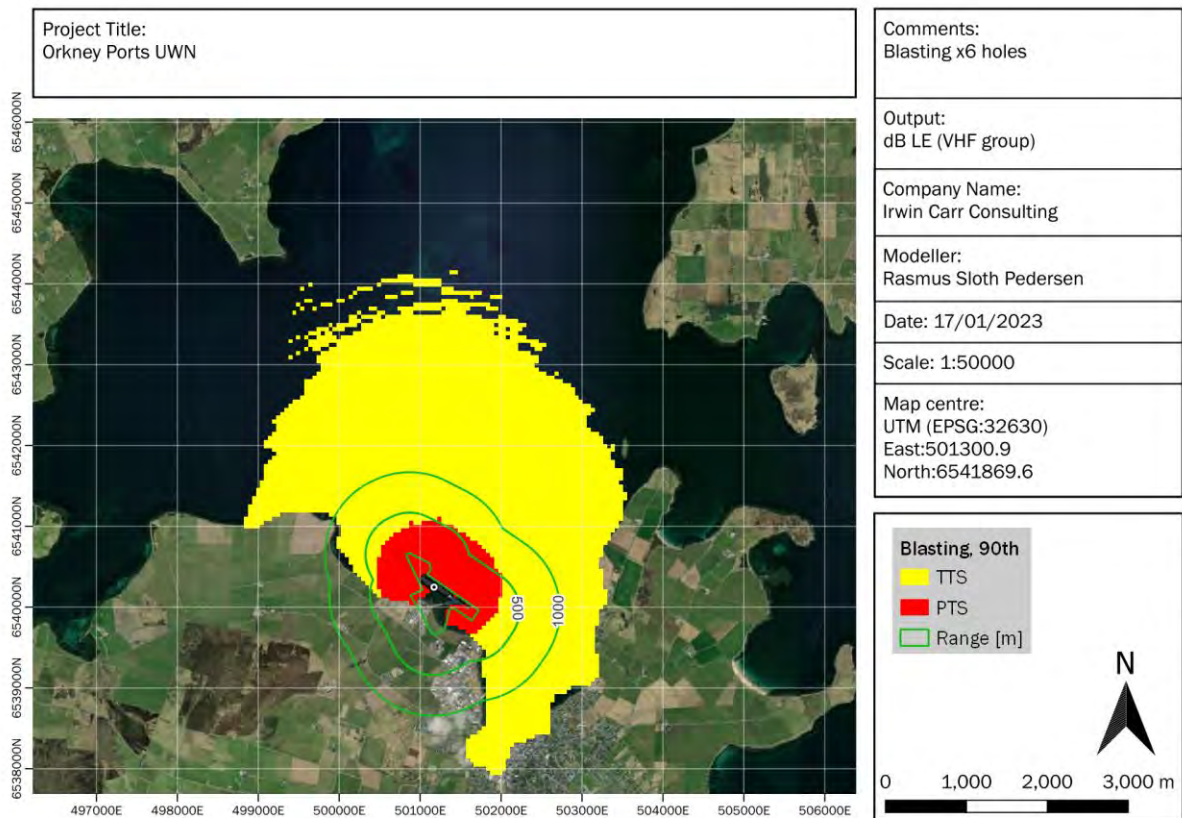 Project Title:
Orkney Ports UWN
Comments:
Blasting x6 holes
Output:
dB LE (VHF group)
Company Name:
Irwin Carr Consulting
Modeller:
Rasmus Sloth Pedersen
Date: 17/01/2023
Scale: 1:50000
Map centre:
UTM (EPSG:32630)
East:501300.9
North:6541869.6
6546000N
6545000N
6544000N
6543000N
6542000N
6541000N
6540000N
6539000N
6538000N
500
1000
497000E
498000E
499000E
500000E
501000E
502000E
503000E
504000E
505000E
506000E
Blasting, 90th
TTS
PTS
Range [m]
N
0
1,000
2,000
3,000 m